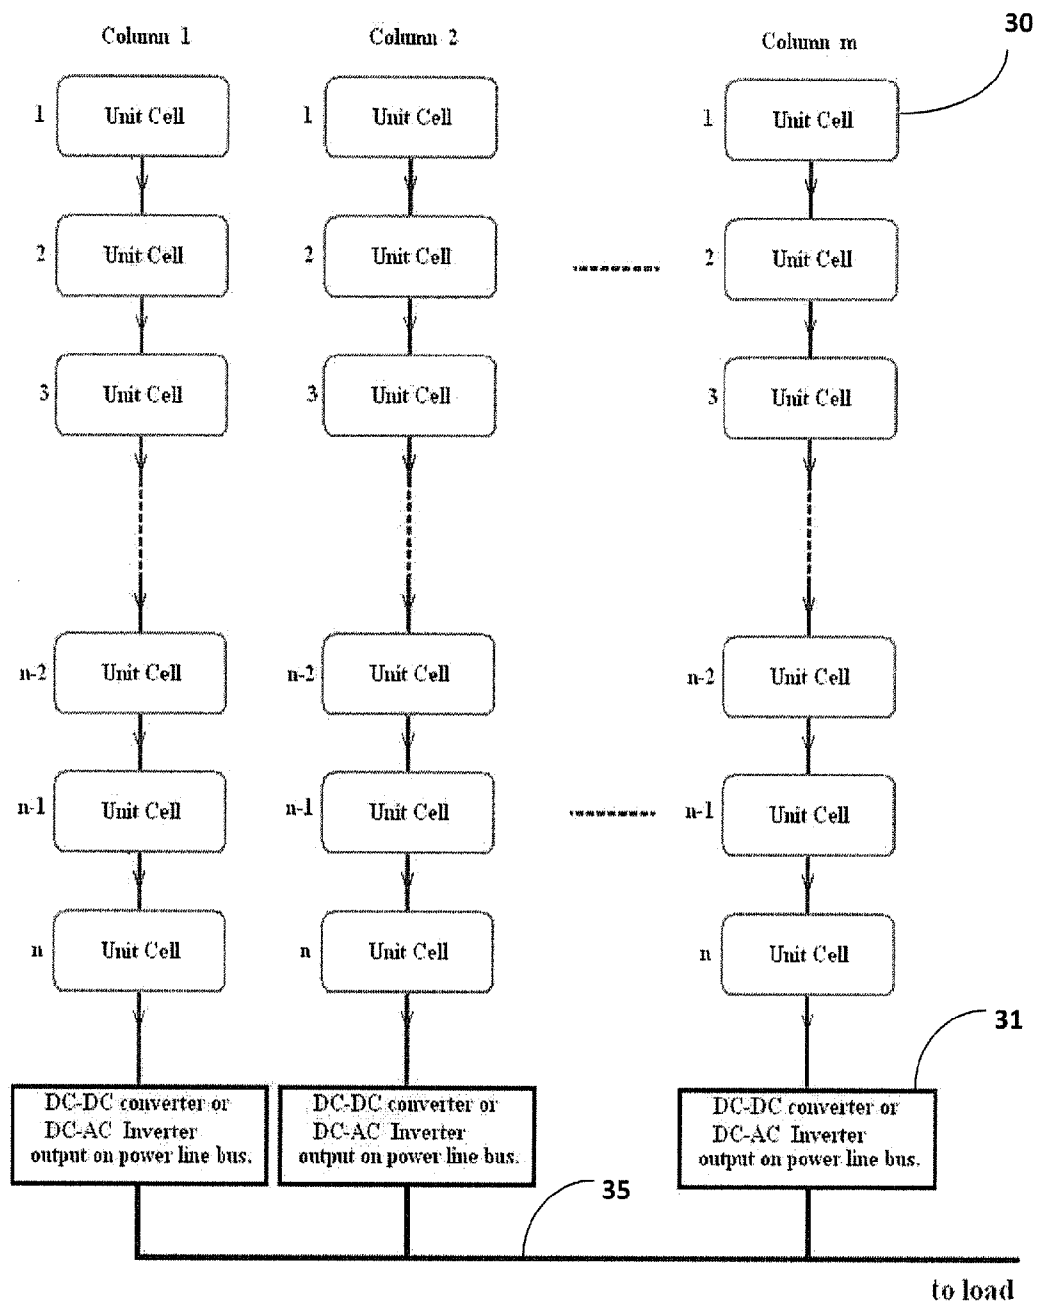 Column 1
Column 2
Column m
30
1 Unit Cell
1 Unit Cell
1 Unit Cell
2 Unit Cell
2 Unit Cell
2 Unit Cell
3 Unit Cell
3 Unit Cell
3 Unit Cell
n-2 Unit Cell
n-2 Unit Cell
n-2 Unit Cell
n-1 Unit Cell
n-1 Unit Cell
n-1 Unit Cell
n Unit Cell
n Unit Cell
n Unit Cell
31
DC-DC converter or
DC-AC Inverter
output on power line bus.
DC-DC converter or
DC-AC Inverter
output on power line bus.
DC-DC converter or
DC-AC Inverter
output on power line bus.
35
to load